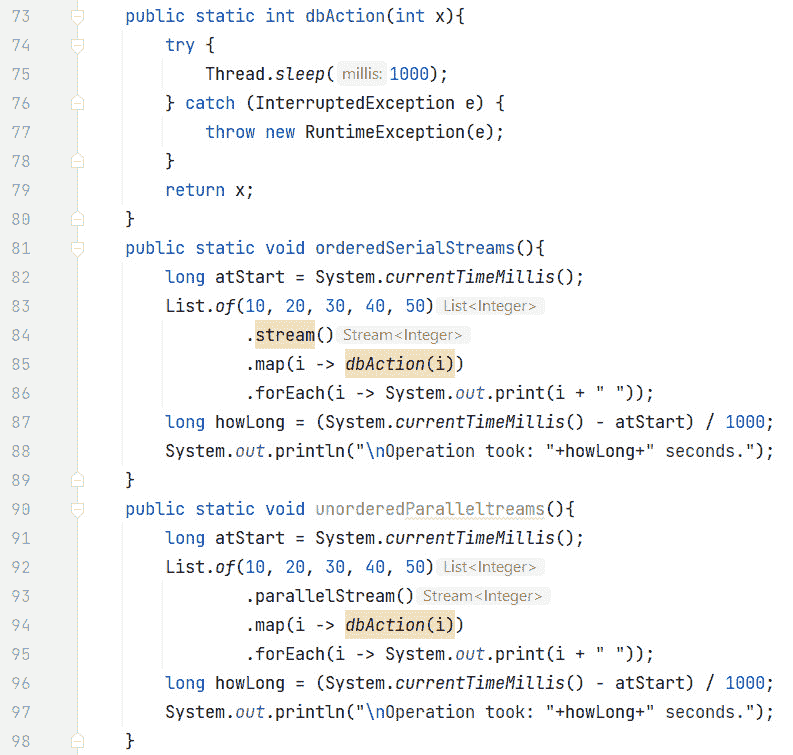 73 public static int dbAction(int x){
74 try {
75 Thread.sleep( millis: 1000);
76 } catch (InterruptedException e) {
77 throw new RuntimeException(e);
78 }
79 return x;
80 }
81 public static void orderedSerialStreams(){
82 long atStart = System.currentTimeMillis();
83 List.of(10, 20, 30, 40, 50) List<Integer>
84 .stream() Stream<Integer>
85 .map(i -> dbAction(i))
86 .forEach(i -> System.out.print(i + " "));
87 long howLong = (System.currentTimeMillis() - atStart) / 1000;
88 System.out.println("\nOperation took: "+howLong+" seconds.");
89 }
90 public static void unorderedParalleltreams(){
91 long atStart = System.currentTimeMillis();
92 List.of(10, 20, 30, 40, 50) List<Integer>
93 .parallelStream() Stream<Integer>
94 .map(i -> dbAction(i))
95 .forEach(i -> System.out.print(i + " "));
96 long howLong = (System.currentTimeMillis() - atStart) / 1000;
97 System.out.println("\nOperation took: "+howLong+" seconds.");
98 }